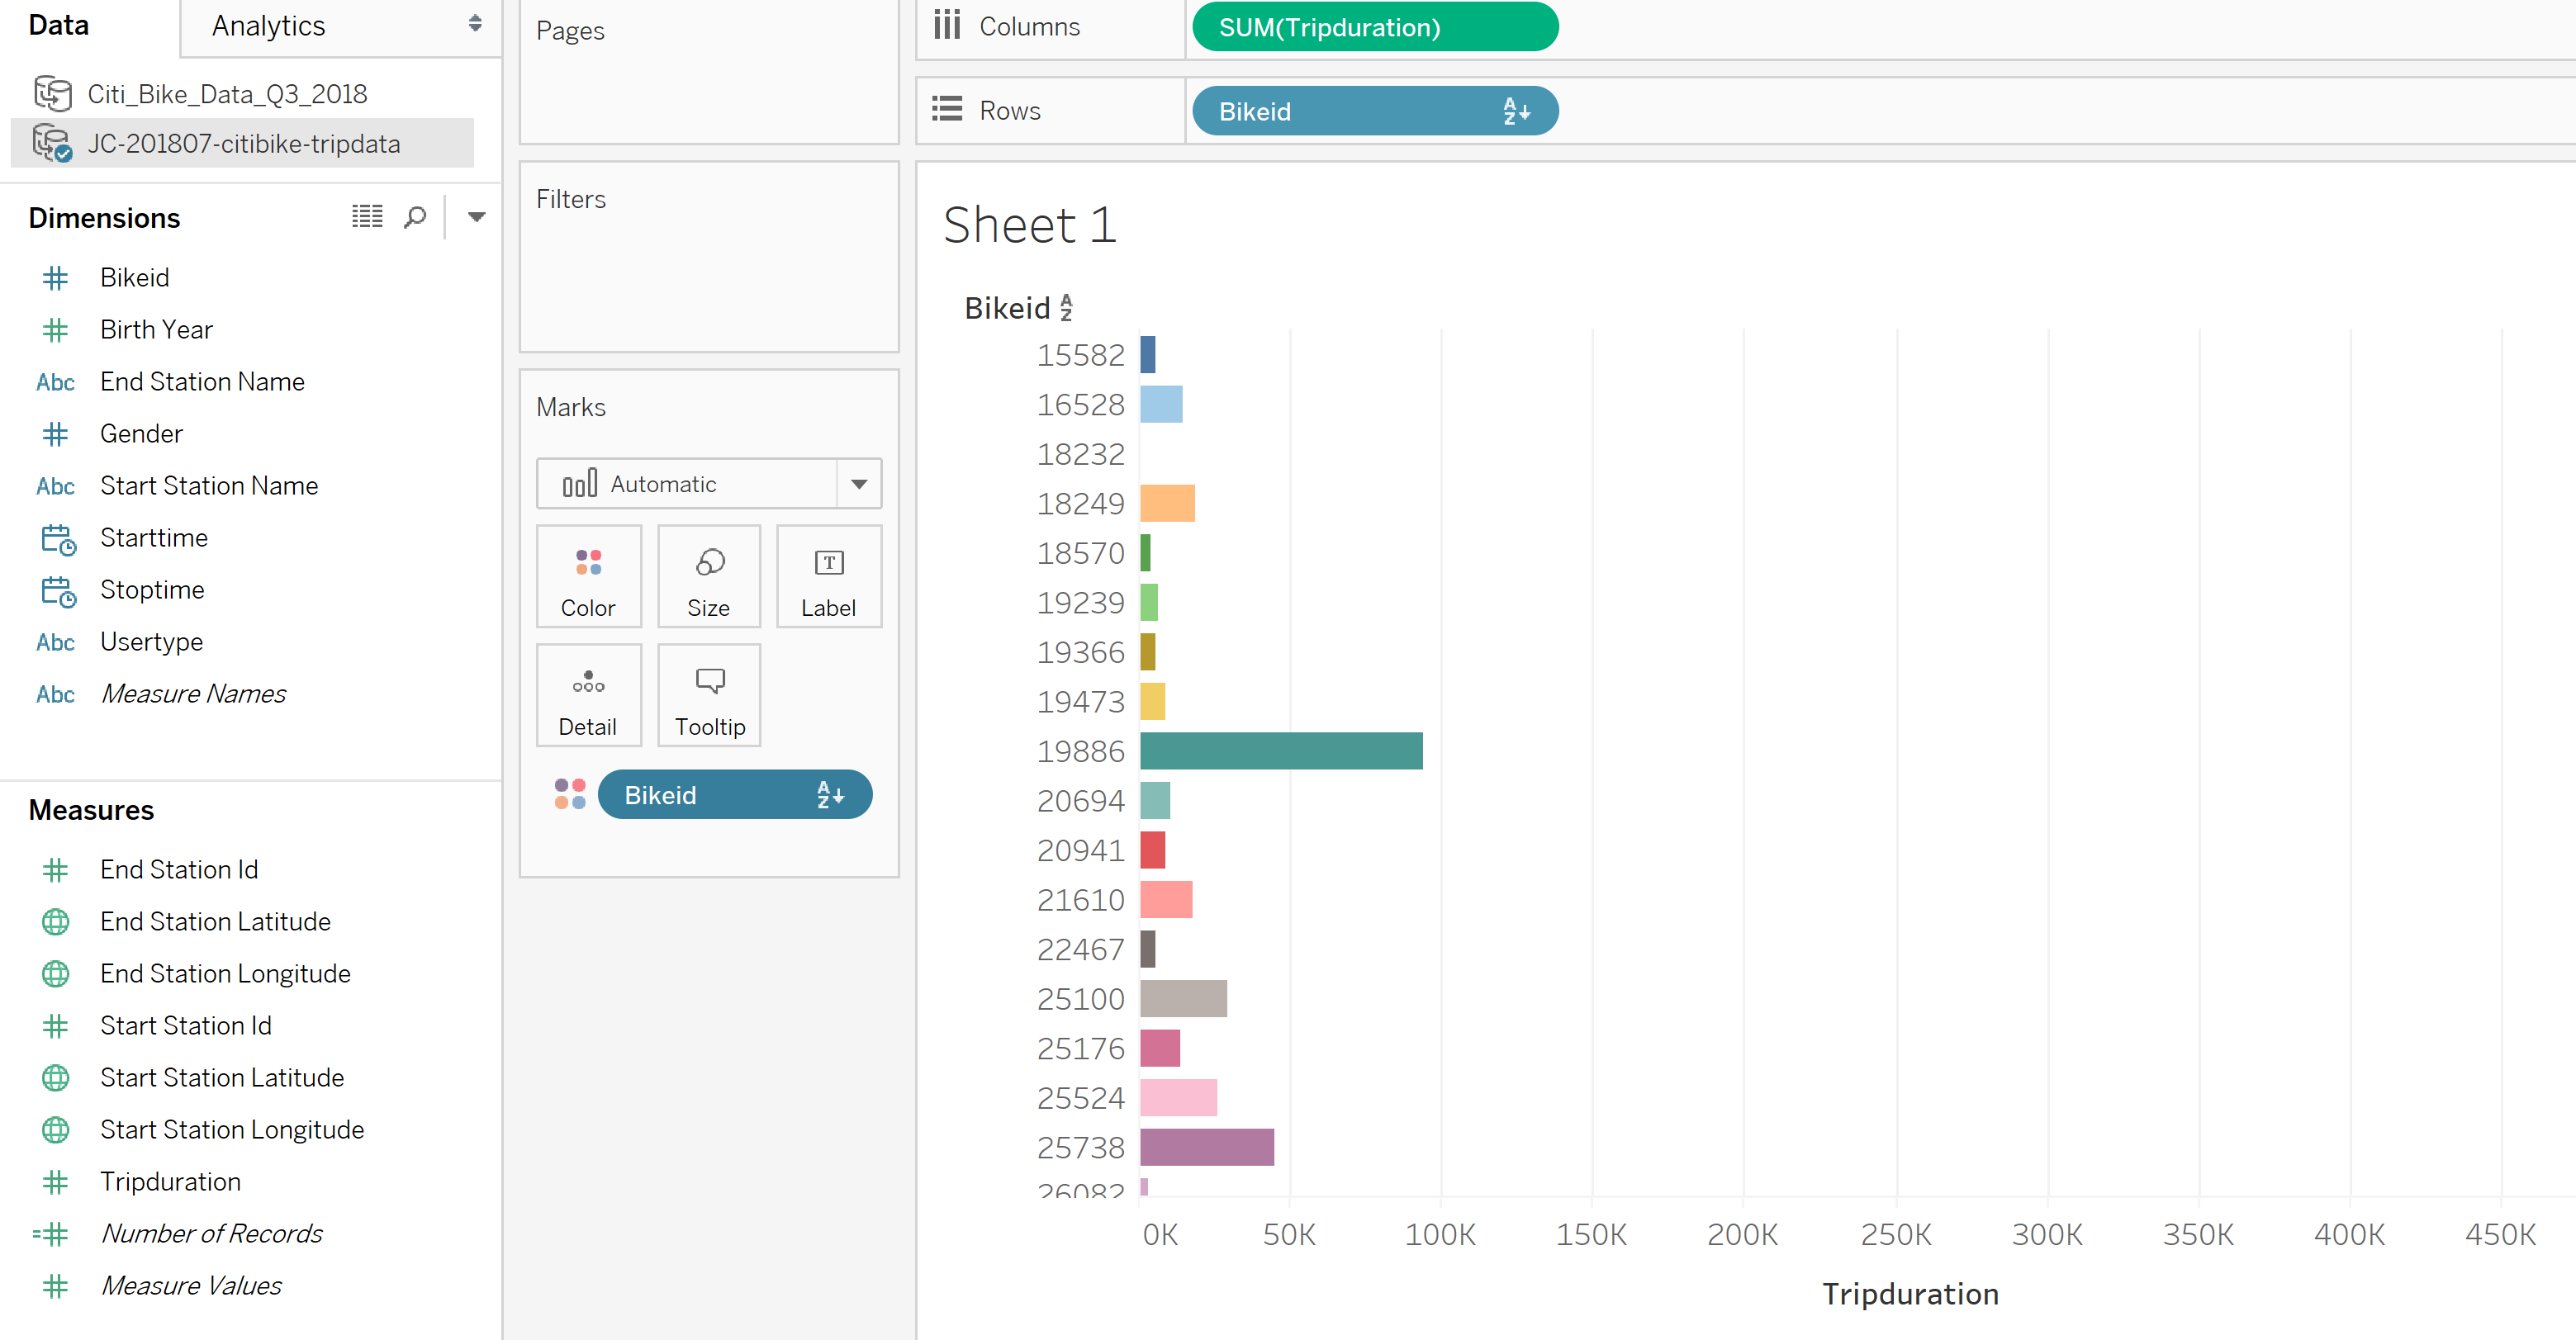 Data
Analytics
Citi_Bike_Data_Q3_2018
JC-201807-citibike-tripdata
Dimensions
Bikeid
Birth Year
Abc End Station Name
Gender
Abc Start Station Name
Starttime
Stoptime
Abc Usertype
Abc Measure Names
Measures
End Station Id
End Station Latitude
End Station Longitude
Start Station Id
Start Station Latitude
Start Station Longitude
Tripduration
Number of Records
Measure Values
Pages
Filters
Marks
Automatic
Color
Size
Label
Detail
Tooltip
Bikeid
Columns
SUM(Tripduration)
Rows
Bikeid
Sheet 1
Bikeid
15582
16528
18232
18249
18570
19239
19366
19473
19886
20694
20941
21610
22467
25100
25176
25524
25738
26082
0K 50K 100K 150K 200K 250K 300K 350K 400K 450K
Tripduration